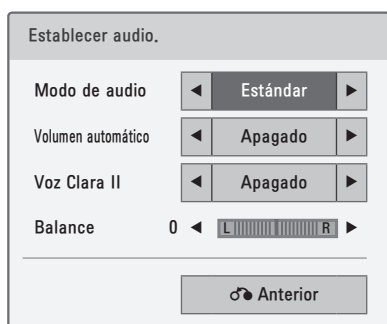 Establecer audio.
Modo de audio ◀ Estándar ▶
Volumen automático ◀ Apagado ▶
Voz Clara II ◀ Apagado ▶
Balance 0 ◀ L R ▶
Anterior